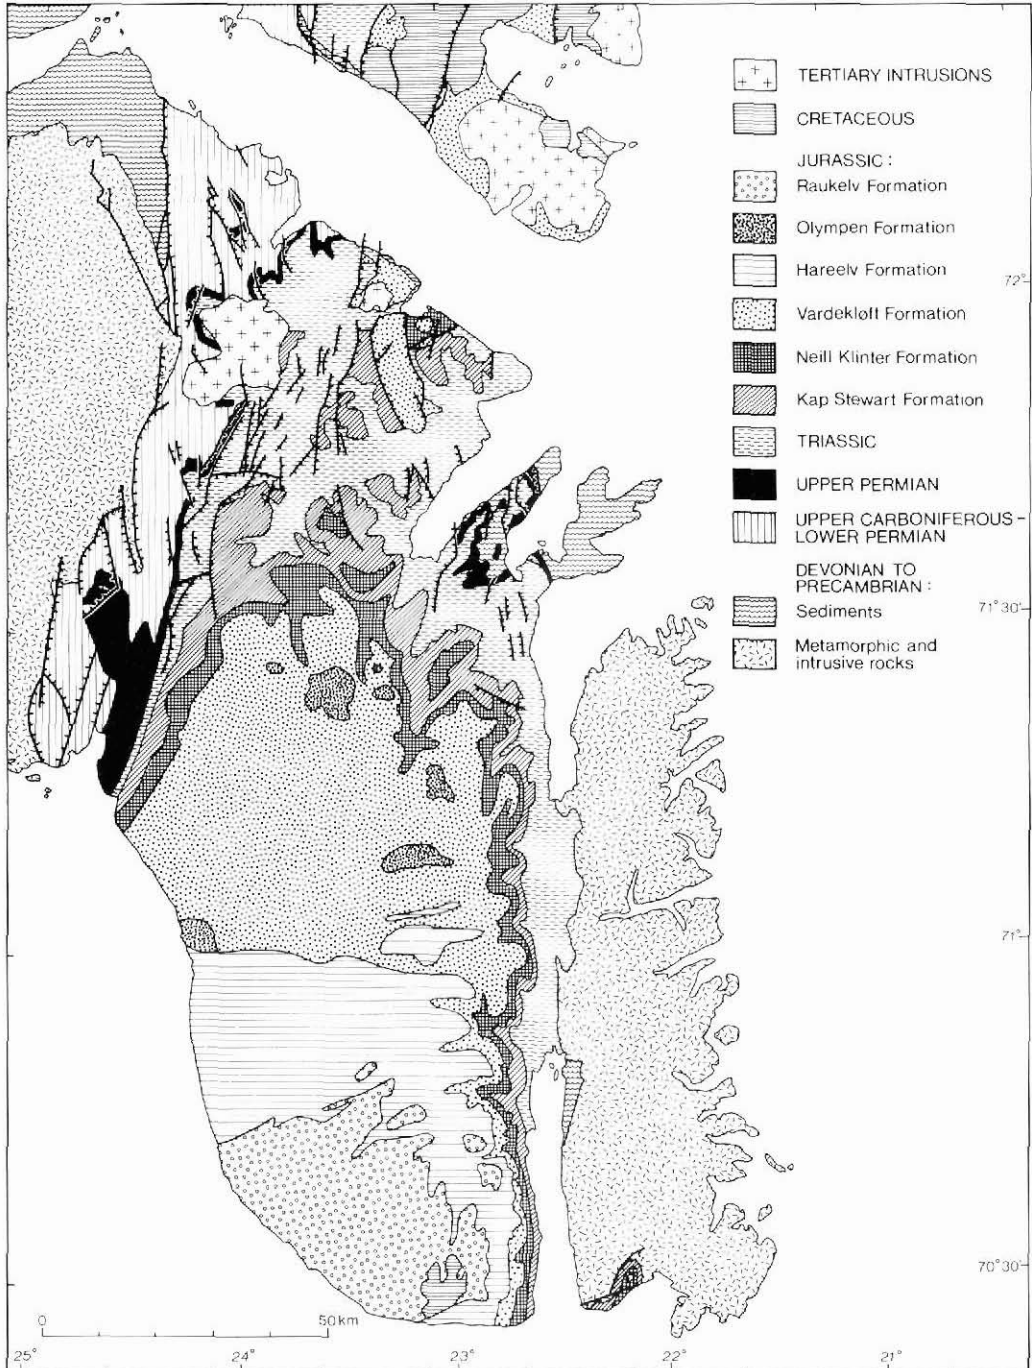 TERTIARY INTRUSIONS
CRETACEOUS
JURASSIC :
Raukelv Formation
Olympen Formation
Hareelv Formation
Vardekløft Formation
Neill Klinter Formation
Kap Stewart Formation
TRIASSIC
UPPER PERMIAN
UPPER CARBONIFEROUS –
LOWER PERMIAN
DEVONIAN TO
PRECAMBRIAN :
Sediments
Metamorphic and
intrusive rocks
72°
71° 30'
71°
70° 30'
0 50 km
25° 24° 23° 22° 21°